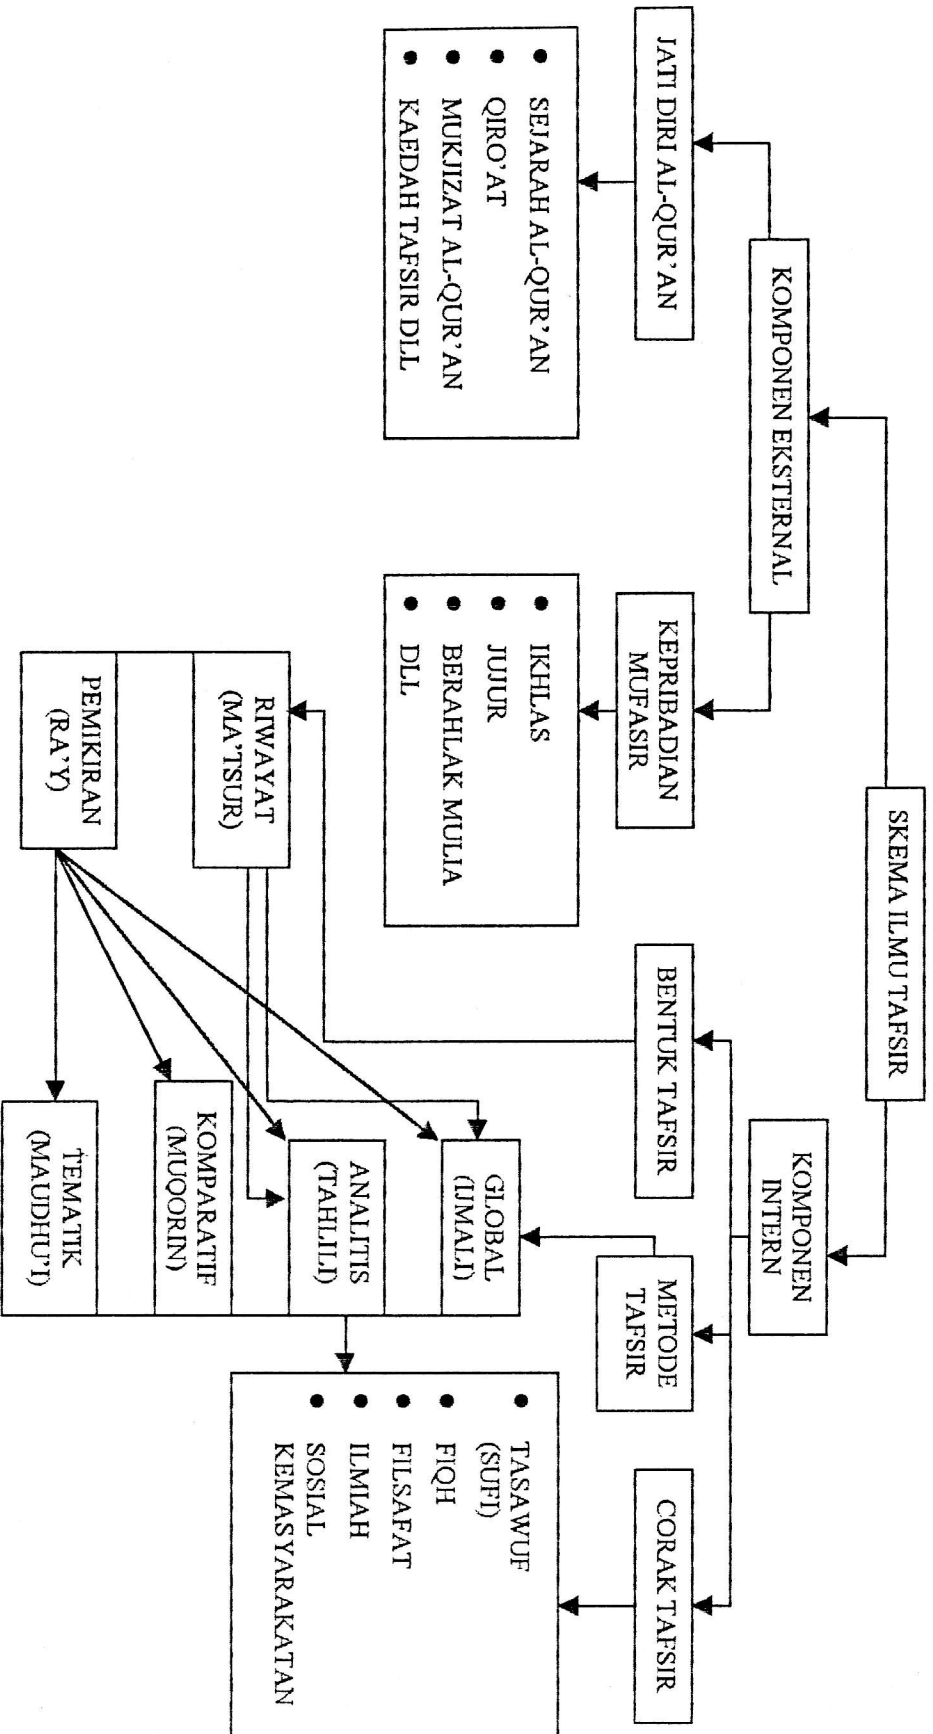 SKEMA ILMU TAFSIR
KOMPONEN EKSTERNAL
KOMPONEN
INTERN
JATI DIRI AL-QUR'AN
KEPRIBADIAN
MUFASIR
BENTUK TAFSIR
METODE
TAFSIR
CORAK TAFSIR
• SEJARAH AL-QUR'AN
• QIRO'AT
• MUKJIZAT AL-QUR'AN
• KAEDAH TAFSIR DLL
• IKHLAS
• JUJUR
• BERAHLAK MULIA
• DLL
RIWAYAT
(MA'TSUR)
PEMIKIRAN
(RA'Y)
GLOBAL
(IJMALI)
ANALITIS
(TAHLILI)
KOMPARATIF
(MUQORIN)
TEMATIK
(MAUDHU'I)
• TASAWUF
(SUFI)
• FIQH
• FILSAFAT
• ILMIAH
• SOSIAL
KEMASYARAKATAN